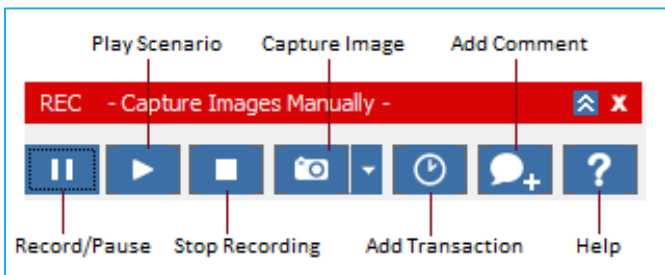 Play Scenario Capture Image Add Comment
REC - Capture Images Manually - X
?
Record/Pause Stop Recording Add Transaction Help